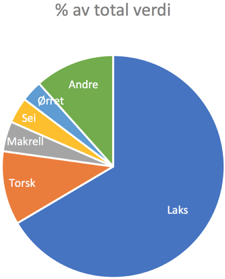 % av total verdi
Andre
Ørret
Sei
Makrell
Torsk
Laks